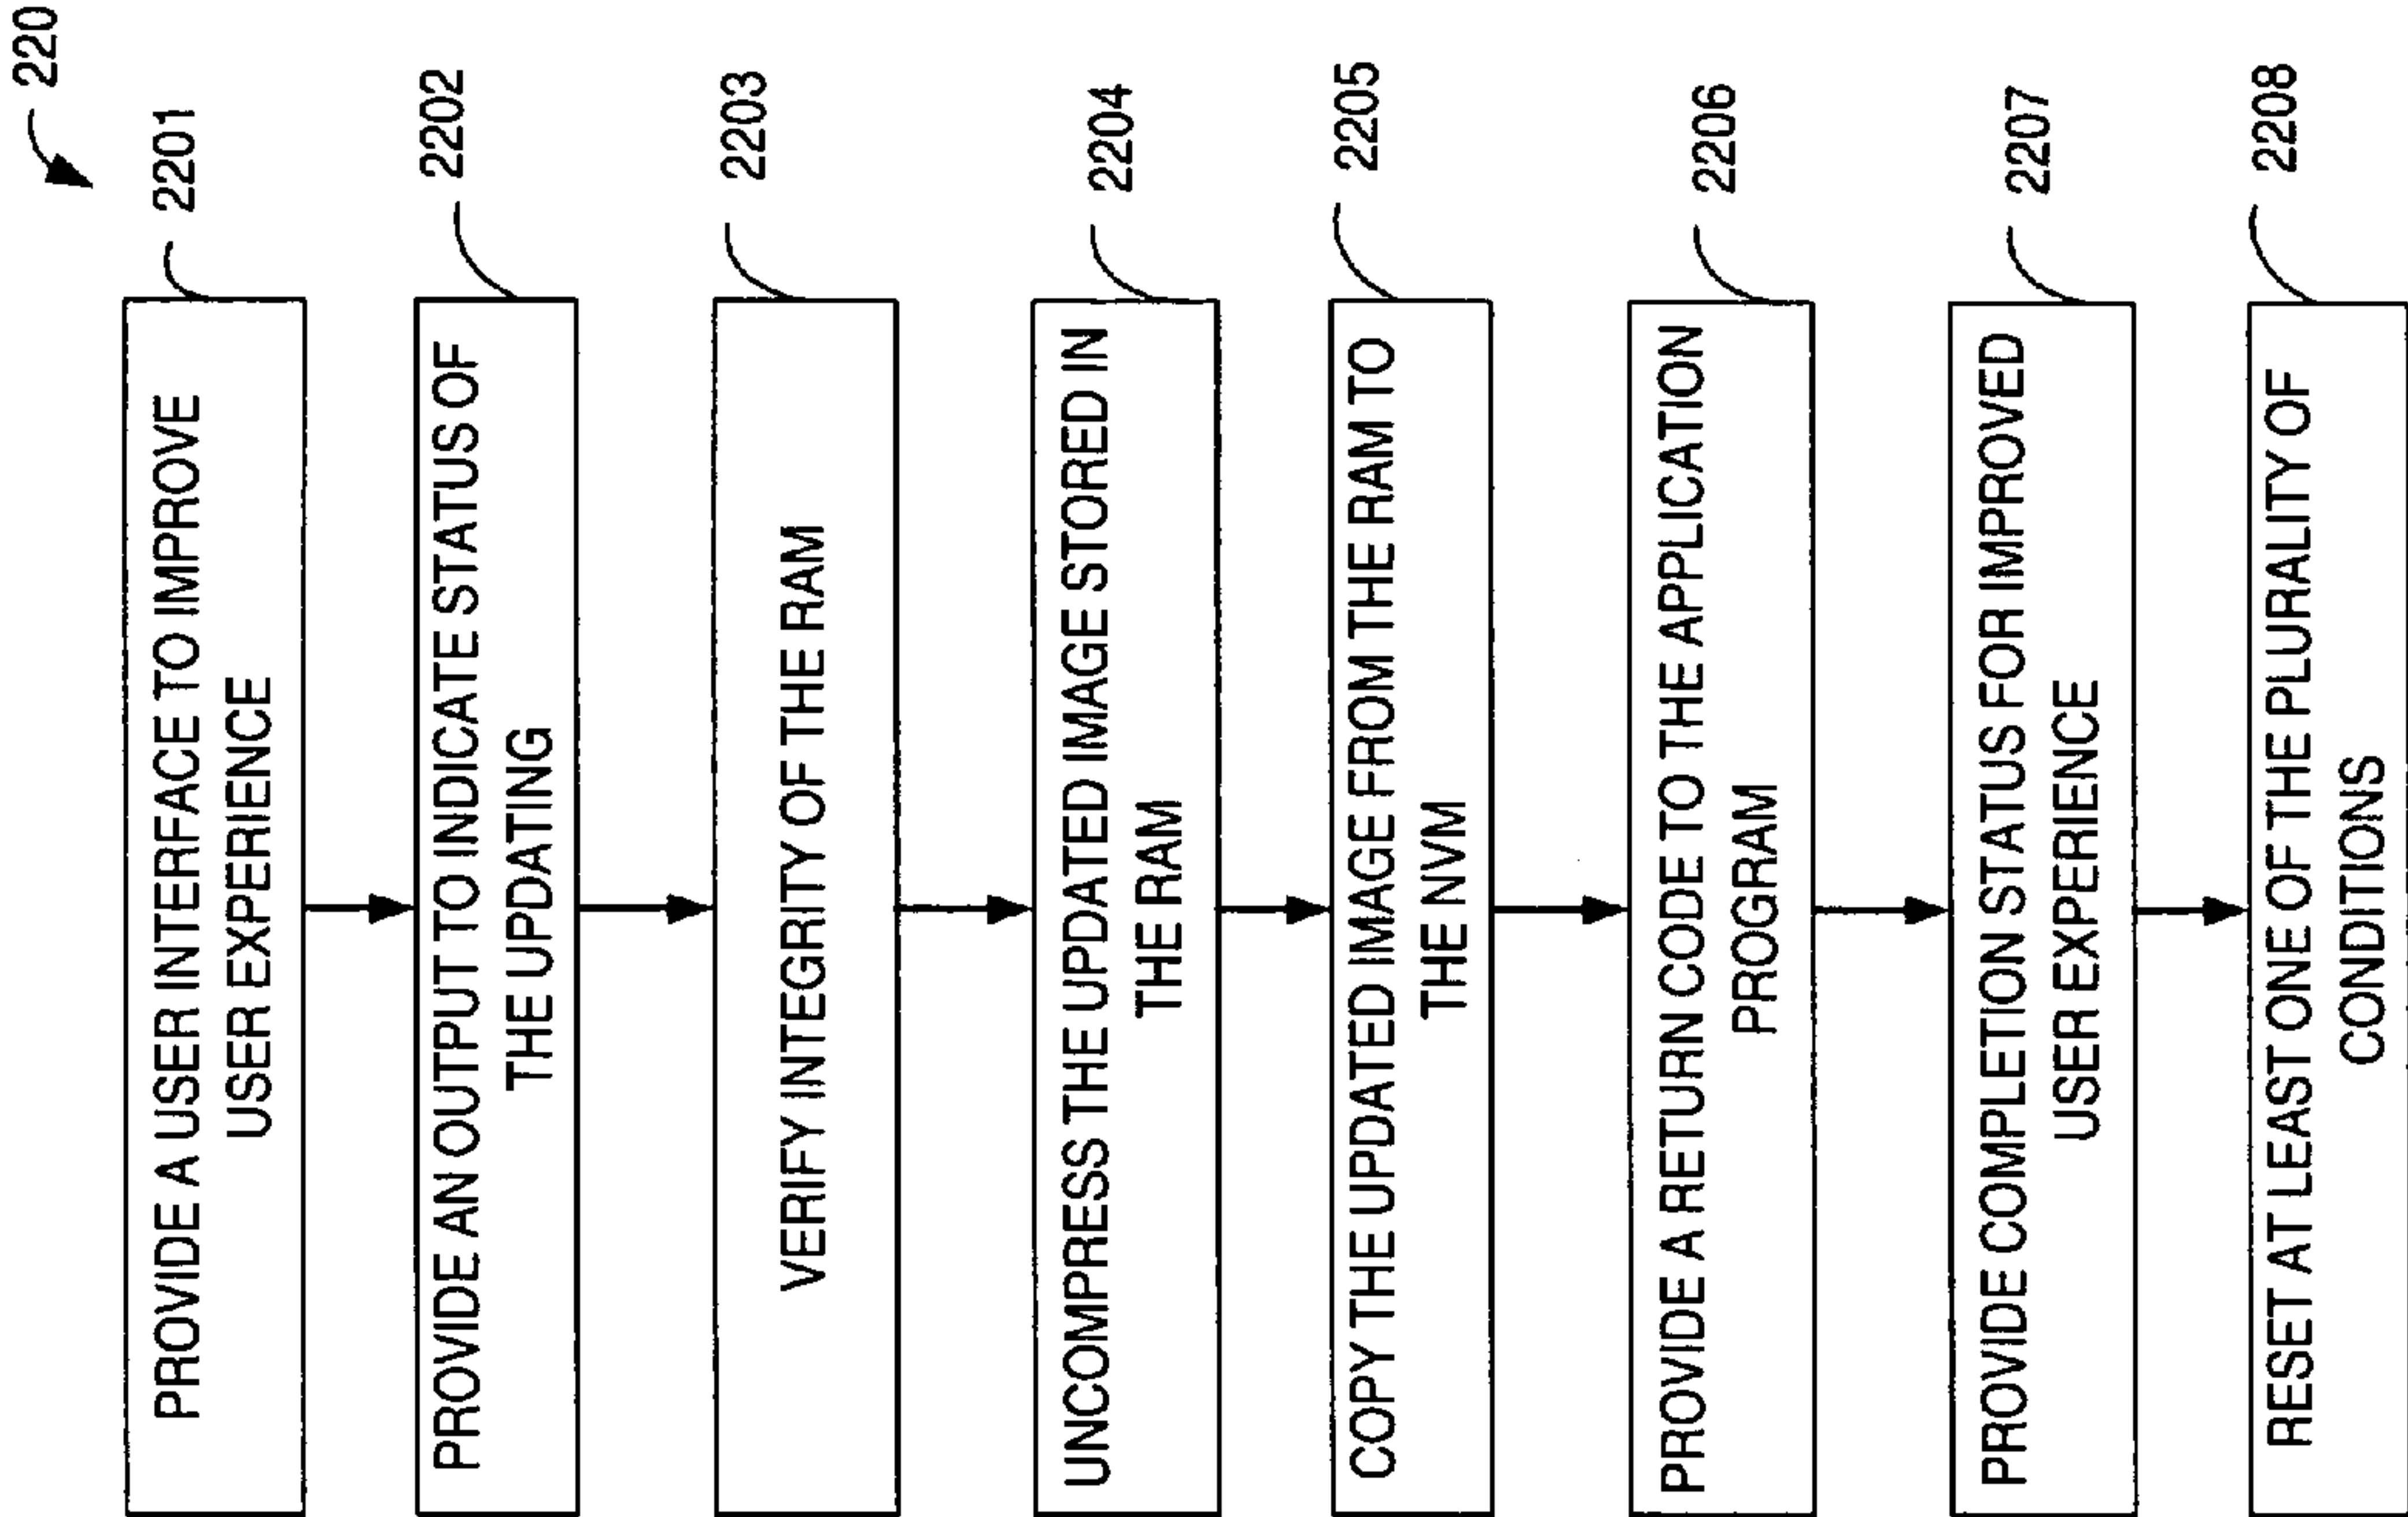 220
PROVIDE A USER INTERFACE TO IMPROVE
USER EXPERIENCE
2201
PROVIDE AN OUTPUT TO INDICATE STATUS OF
THE UPDATING
2202
VERIFY INTEGRITY OF THE RAM
2203
UNCOMPRESS THE UPDATED IMAGE STORED IN
THE RAM
2204
COPY THE UPDATED IMAGE FROM THE RAM TO
THE NVM
2205
PROVIDE A RETURN CODE TO THE APPLICATION
PROGRAM
2206
PROVIDE COMPLETION STATUS FOR IMPROVED
USER EXPERIENCE
2207
RESET AT LEAST ONE OF THE PLURALITY OF
CONDITIONS
2208